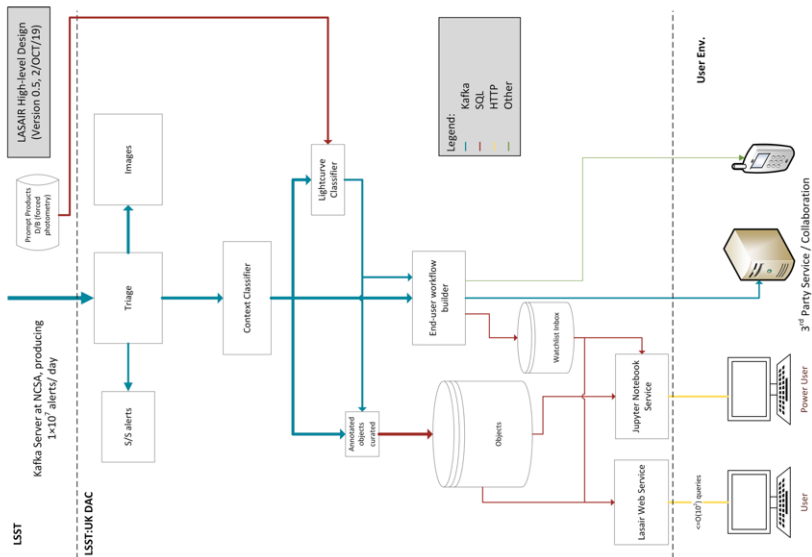 LSST
Kafka Server at NCSA, producing
1×10⁷ alerts/ day
Prompt Products
D/B (forced
photometry)
LASAIR High-level Design
(Version 0.5, 2/OCT/19)
LSST:UK DAC
S/S alerts
Triage
Images
Context Classifier
Lightcurve
Classifier
Annotated
objects
curated
End-user workflow
builder
Legend:
Kafka
SQL
HTTP
Other
Objects
Watchlist Inbox
Lasair Web Service
Jupyter Notebook
Service
User Env.
queries
User
Power User
3rd Party Service / Collaboration